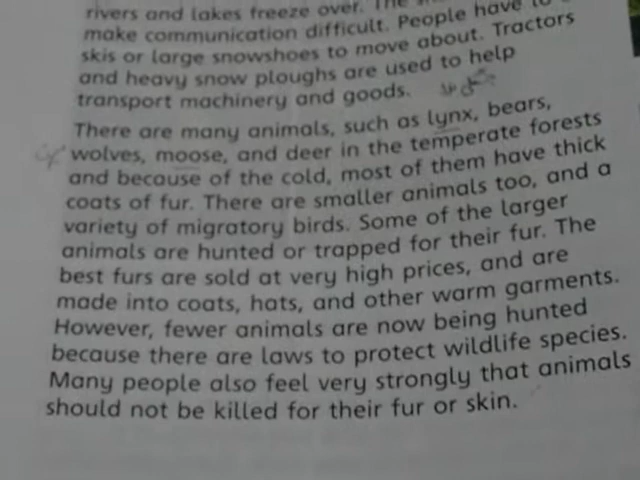 rivers and lakes freeze over. The
make communication difficult. People have to
skis or large snowshoes to move about. Tractors
and heavy snow ploughs are used to help
transport machinery and goods.
There are many animals, such as lynx, bears,
wolves, moose, and deer in the temperate forests
and because of the cold, most of them have thick
coats of fur. There are smaller animals too, and a
variety of migratory birds. Some of the larger
animals are hunted or trapped for their fur. The
best furs are sold at very high prices, and are
made into coats, hats, and other warm garments.
However, fewer animals are now being hunted
because there are laws to protect wildlife species.
Many people also feel very strongly that animals
should not be killed for their fur or skin.